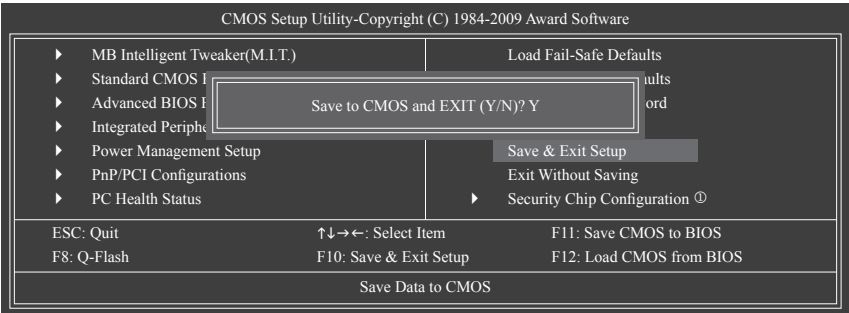 CMOS Setup Utility-Copyright (C) 1984-2009 Award Software
MB Intelligent Tweaker(M.I.T.)
Standard CMOS
Advanced BIOS
Integrated
Power Management Setup
PnP/PCI Configurations
PC Health Status
Save to CMOS and EXIT (Y/N)? Y
Load Fail-Safe Defaults
Save & Exit Setup
Exit Without Saving
Security Chip Configuration ①
ESC: Quit ↑↓→←: Select Item F11: Save CMOS to BIOS
F8: Q-Flash F10: Save & Exit Setup F12: Load CMOS from BIOS
Save Data to CMOS